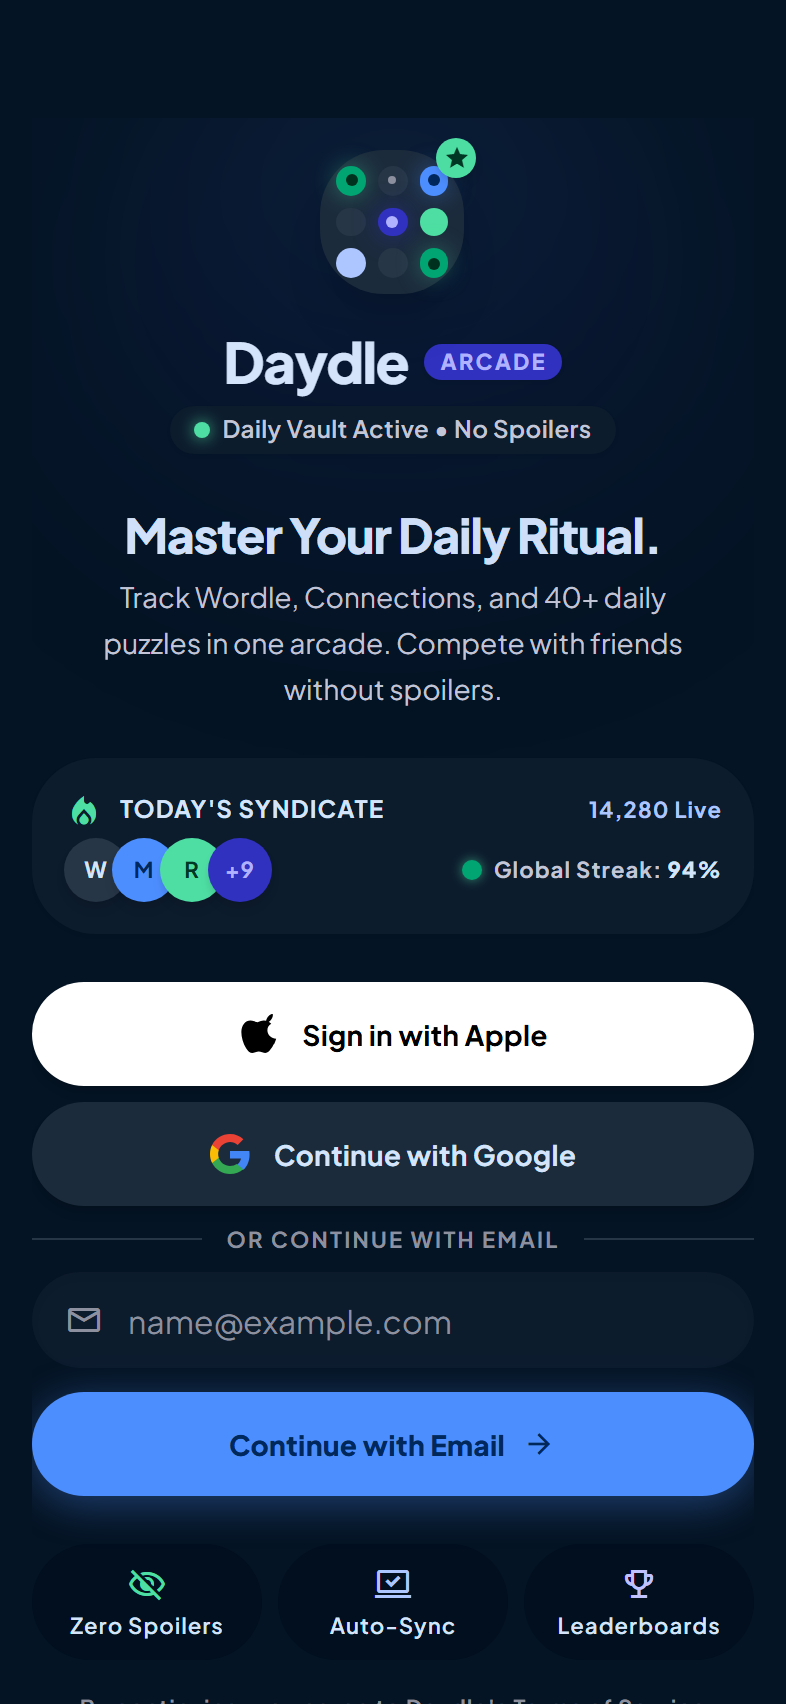 Daydle ARCADE
Daily Vault Active • No Spoilers
Master Your Daily Ritual.
Track Wordle, Connections, and 40+ daily
puzzles in one arcade. Compete with friends
without spoilers.
TODAY'S SYNDICATE 14,280 Live
W M R +9 Global Streak: 94%
Sign in with Apple
Continue with Google
OR CONTINUE WITH EMAIL
name@example.com
Continue with Email →
Zero Spoilers Auto-Sync Leaderboards